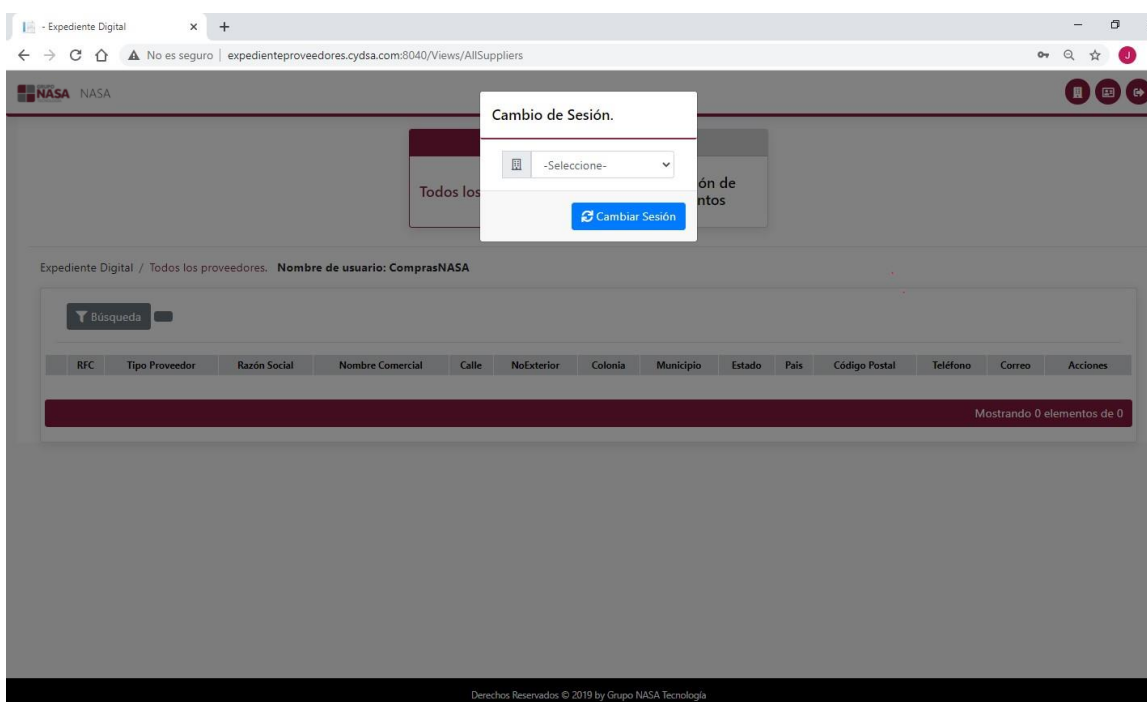 - Expediente Digital
No es seguro | expedienteproveedores.cydsa.com:8040/Views/AllSuppliers
J
NASA NASA
Cambio de Sesión.
-Seleccione-
Cambiar Sesión
Todos los
ón de
ntos
Expediente Digital / Todos los proveedores. Nombre de usuario: ComprasNASA
Búsqueda
RFC Tipo Proveedor Razón Social Nombre Comercial Calle NoExterior Colonia Municipio Estado Pais Código Postal Teléfono Correo Acciones
Mostrando 0 elementos de 0
Derechos Reservados © 2019 by Grupo NASA Tecnología